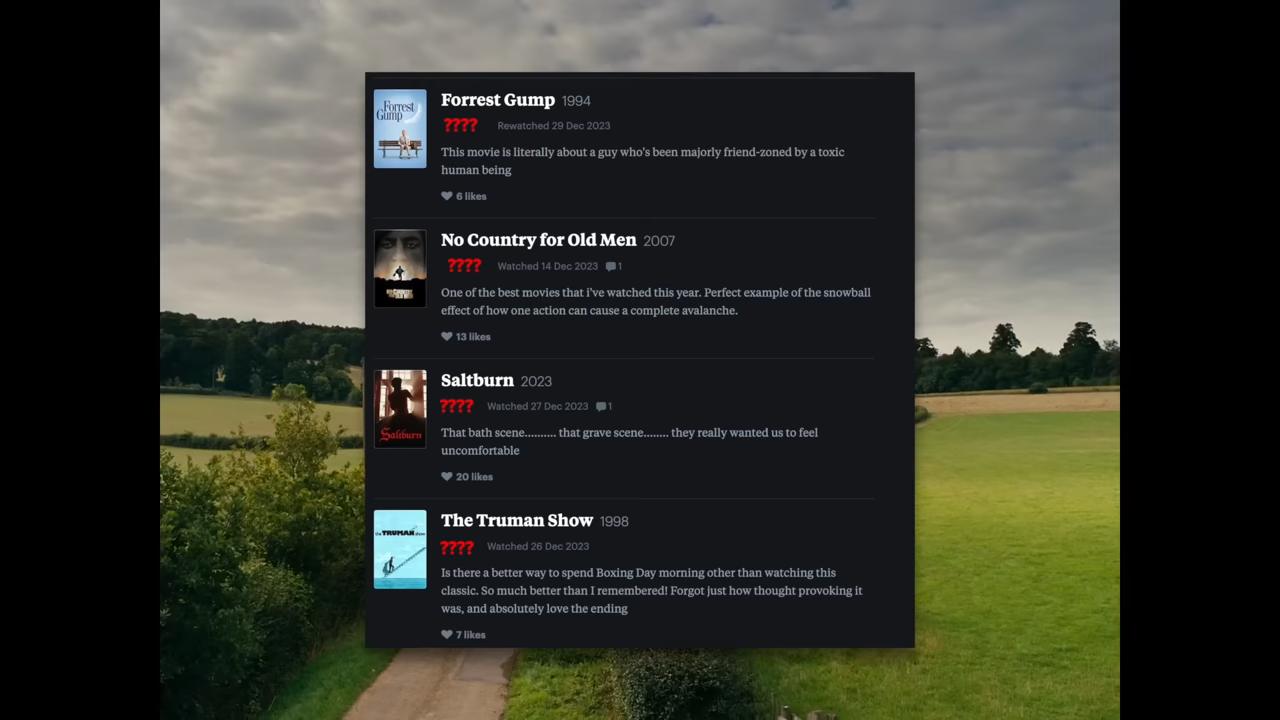 Forrest Gump
Forrest Gump 1994
???? Rewatched 29 Dec 2023
This movie is literally about a guy who's been majorly friend-zoned by a toxic
human being
6 likes
No Country for Old Men 2007
???? Watched 14 Dec 2023 1
One of the best movies that i've watched this year. Perfect example of the snowball
effect of how one action can cause a complete avalanche.
13 likes
Saltburn
Saltburn 2023
???? Watched 27 Dec 2023 1
That bath scene.......... that grave scene........ they really wanted us to feel
uncomfortable
20 likes
the TRUMAN show
The Truman Show 1998
???? Watched 26 Dec 2023
Is there a better way to spend Boxing Day morning other than watching this
classic. So much better than I remembered! Forgot just how thought provoking it
was, and absolutely love the ending
7 likes